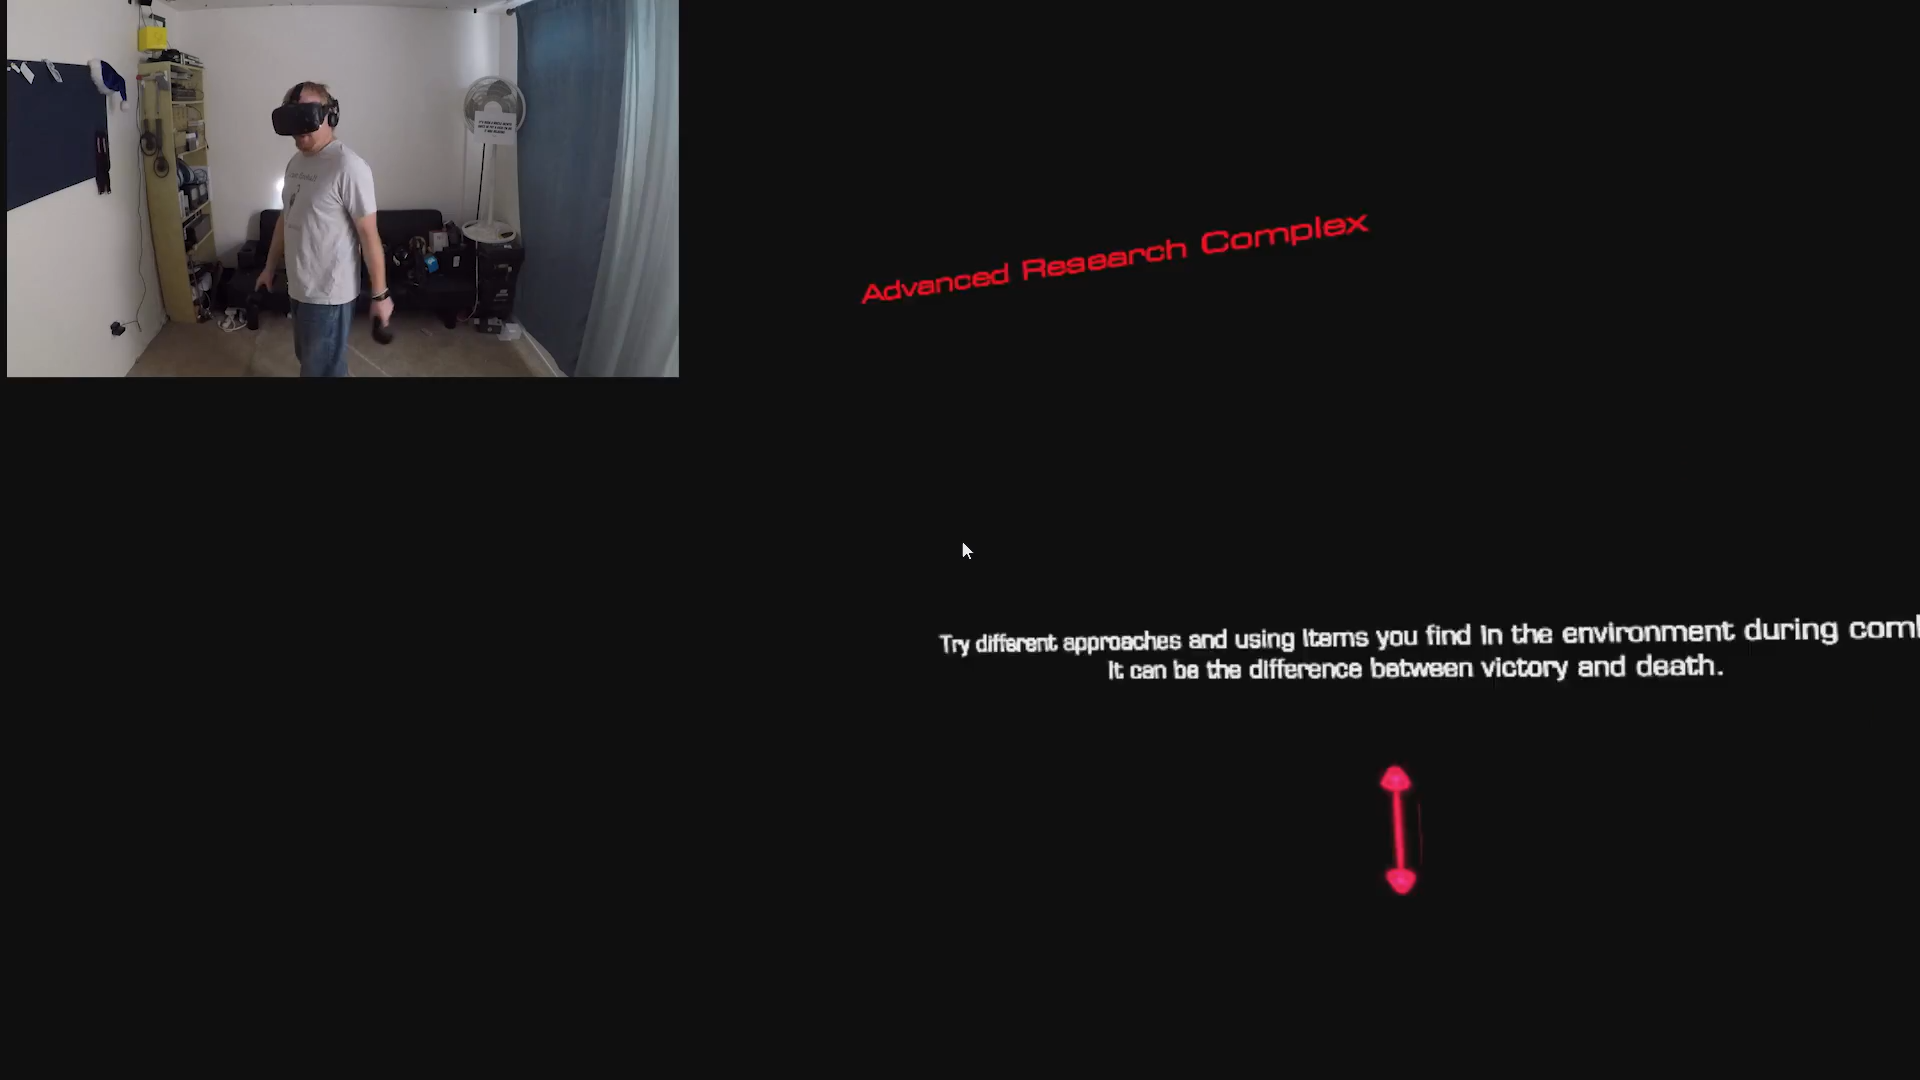 Advanced Research Complex
Try different approaches and using items you find in the environment during
It can be the difference between victory and death.